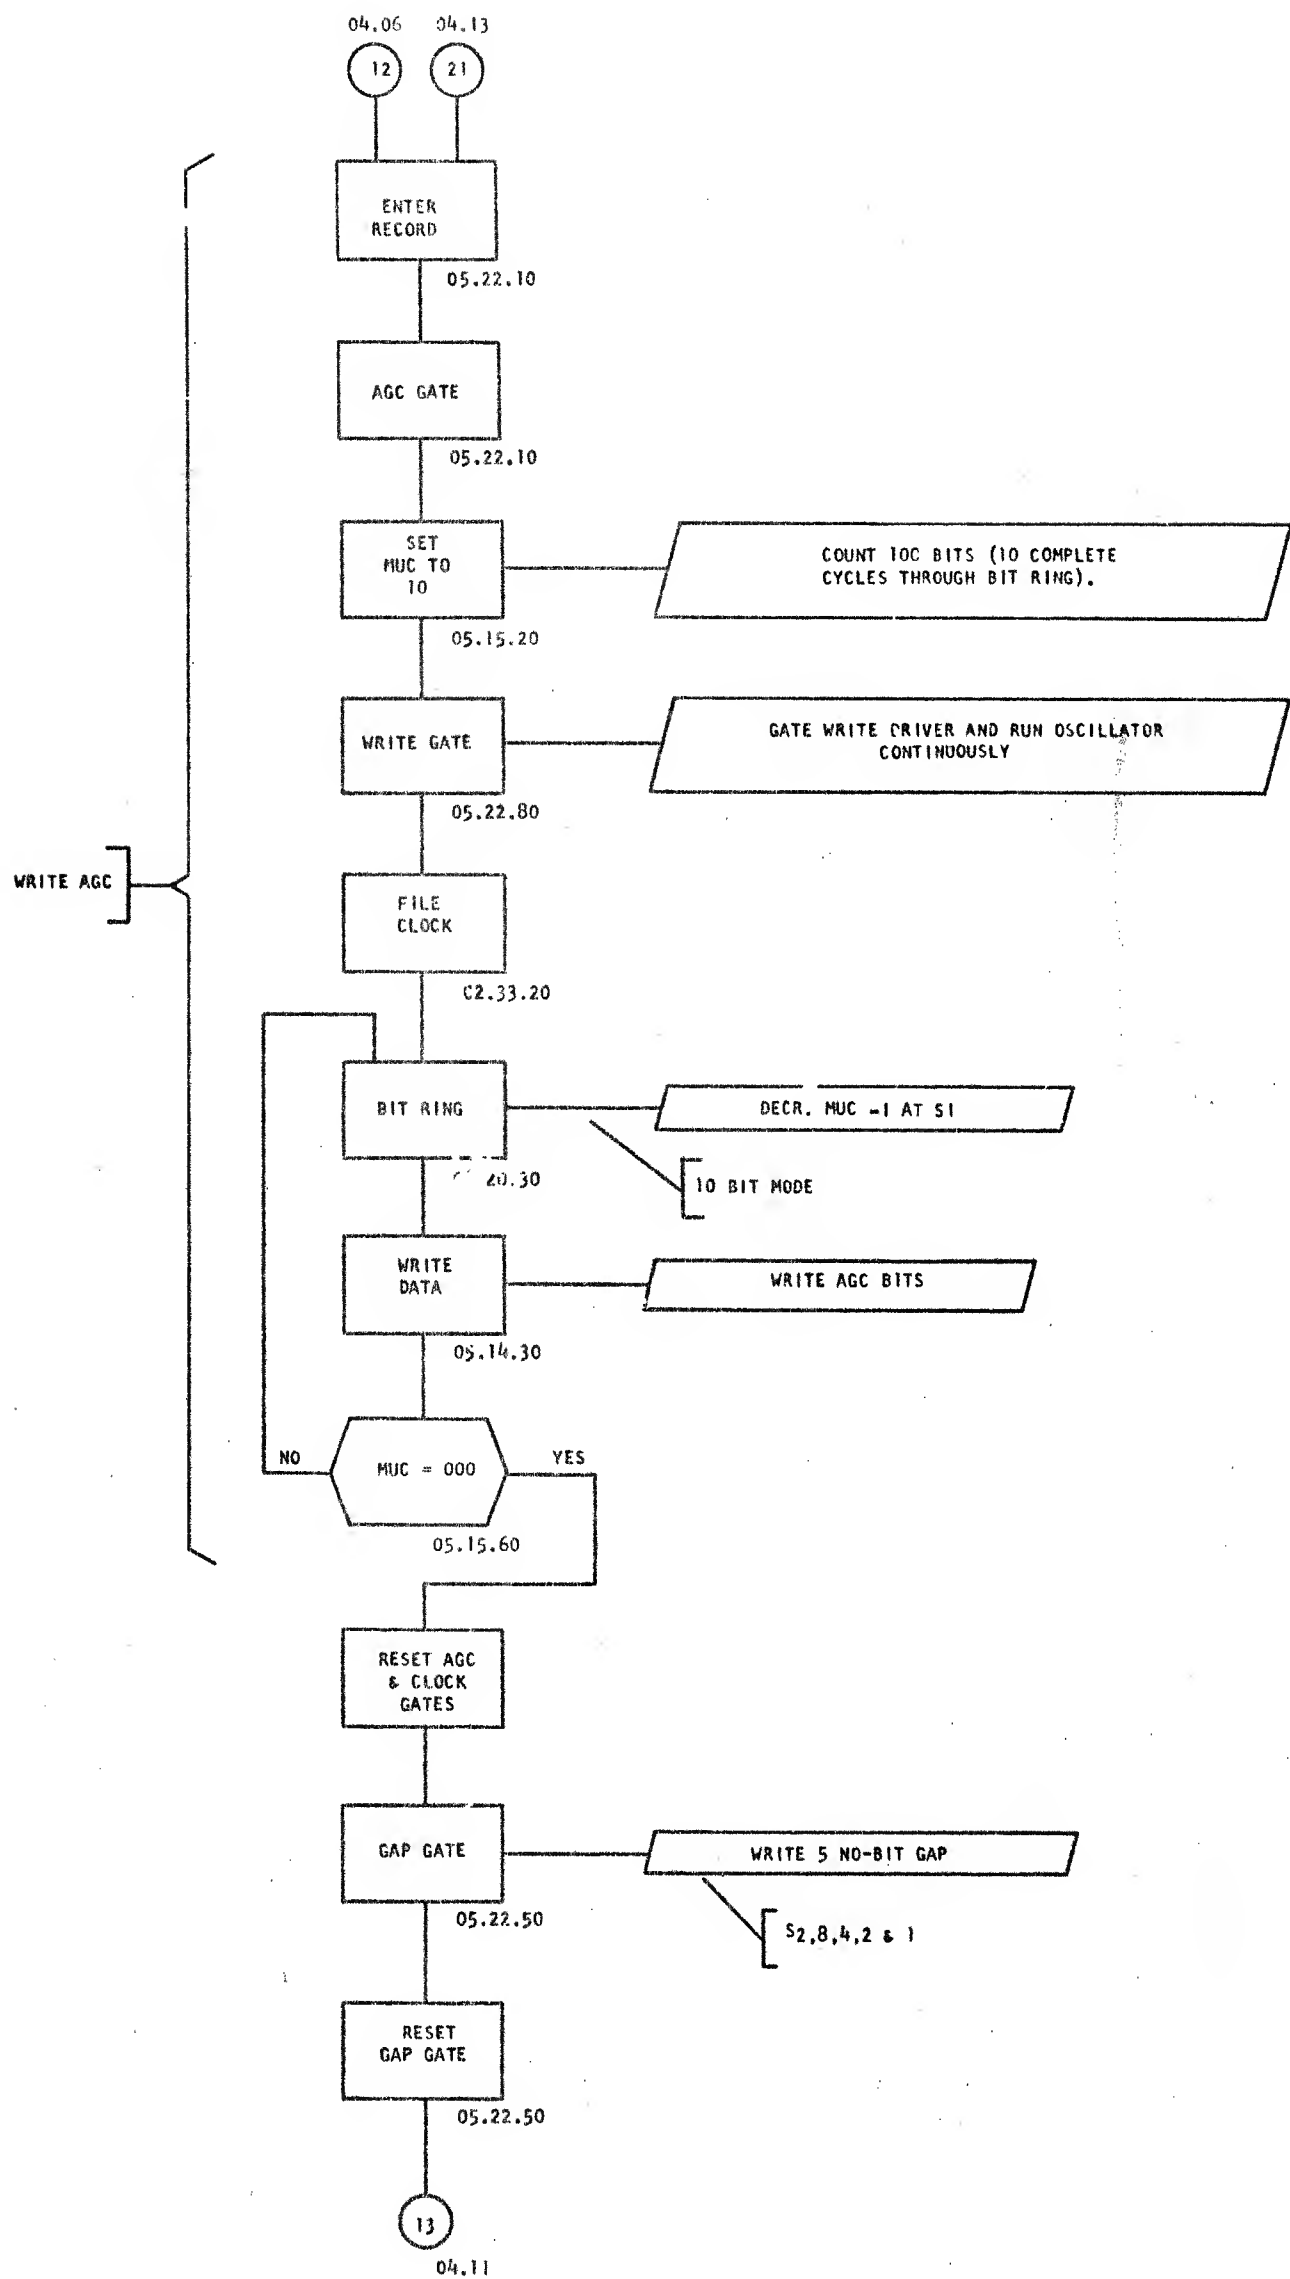 04.06 04.13
12 21
ENTER
RECORD
05.22.10
AGC GATE
05.22.10
SET
MUC TO
10
COUNT 10C BITS (10 COMPLETE
CYCLES THROUGH BIT RING).
05.15.20
WRITE GATE
GATE WRITE DRIVER AND RUN OSCILLATOR
CONTINUOUSLY
05.22.80
WRITE AGC
FILE
CLOCK
C2.33.20
BIT RING
DECR. MUC -1 AT S1
20.30
10 BIT MODE
WRITE
DATA
WRITE AGC BITS
05.14.30
NO
MUC = 000
YES
05.15.60
RESET AGC
& CLOCK
GATES
GAP GATE
WRITE 5 NO-BIT GAP
05.22.50
S2,8,4,2 & 1
RESET
GAP GATE
05.22.50
13
04.11